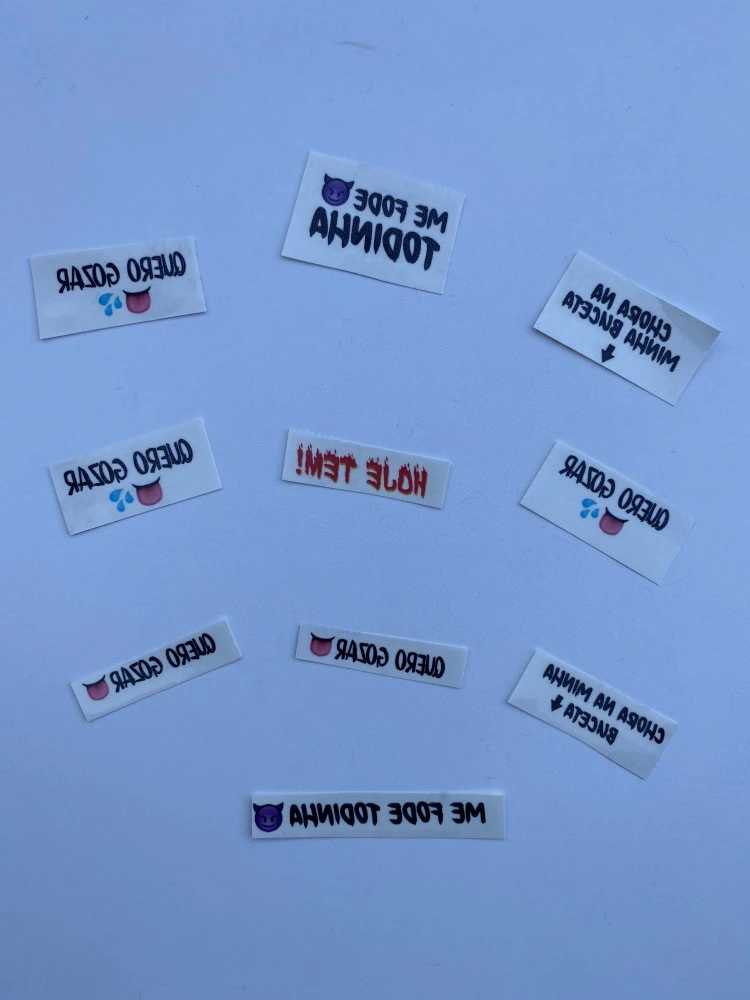 ME FODE 😈
TODINHA
QUERO GOZAR
👅💦
CHORA NA
MINHA BUCETA
⬇
QUERO GOZAR
👅💦
HOJE TEM!
QUERO GOZAR
👅💦
QUERO GOZAR 👅
QUERO GOZAR 👅
CHORA NA MINHA
BUCETA ⬇
ME FODE TODINHA 😈